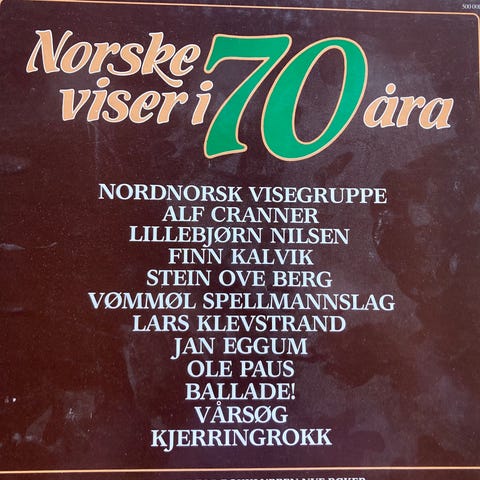 Norske
viser i 70 åra
NORDNORSK VISEGRUPPE
ALF CRANNER
LILLEBJØRN NILSEN
FINN KALVIK
STEIN OVE BERG
VØMMØL SPELLMANNSLAG
LARS KLEVSTRAND
JAN EGGUM
OLE PAUS
BALLADE!
VÅRSØG
KJERRINGROKK